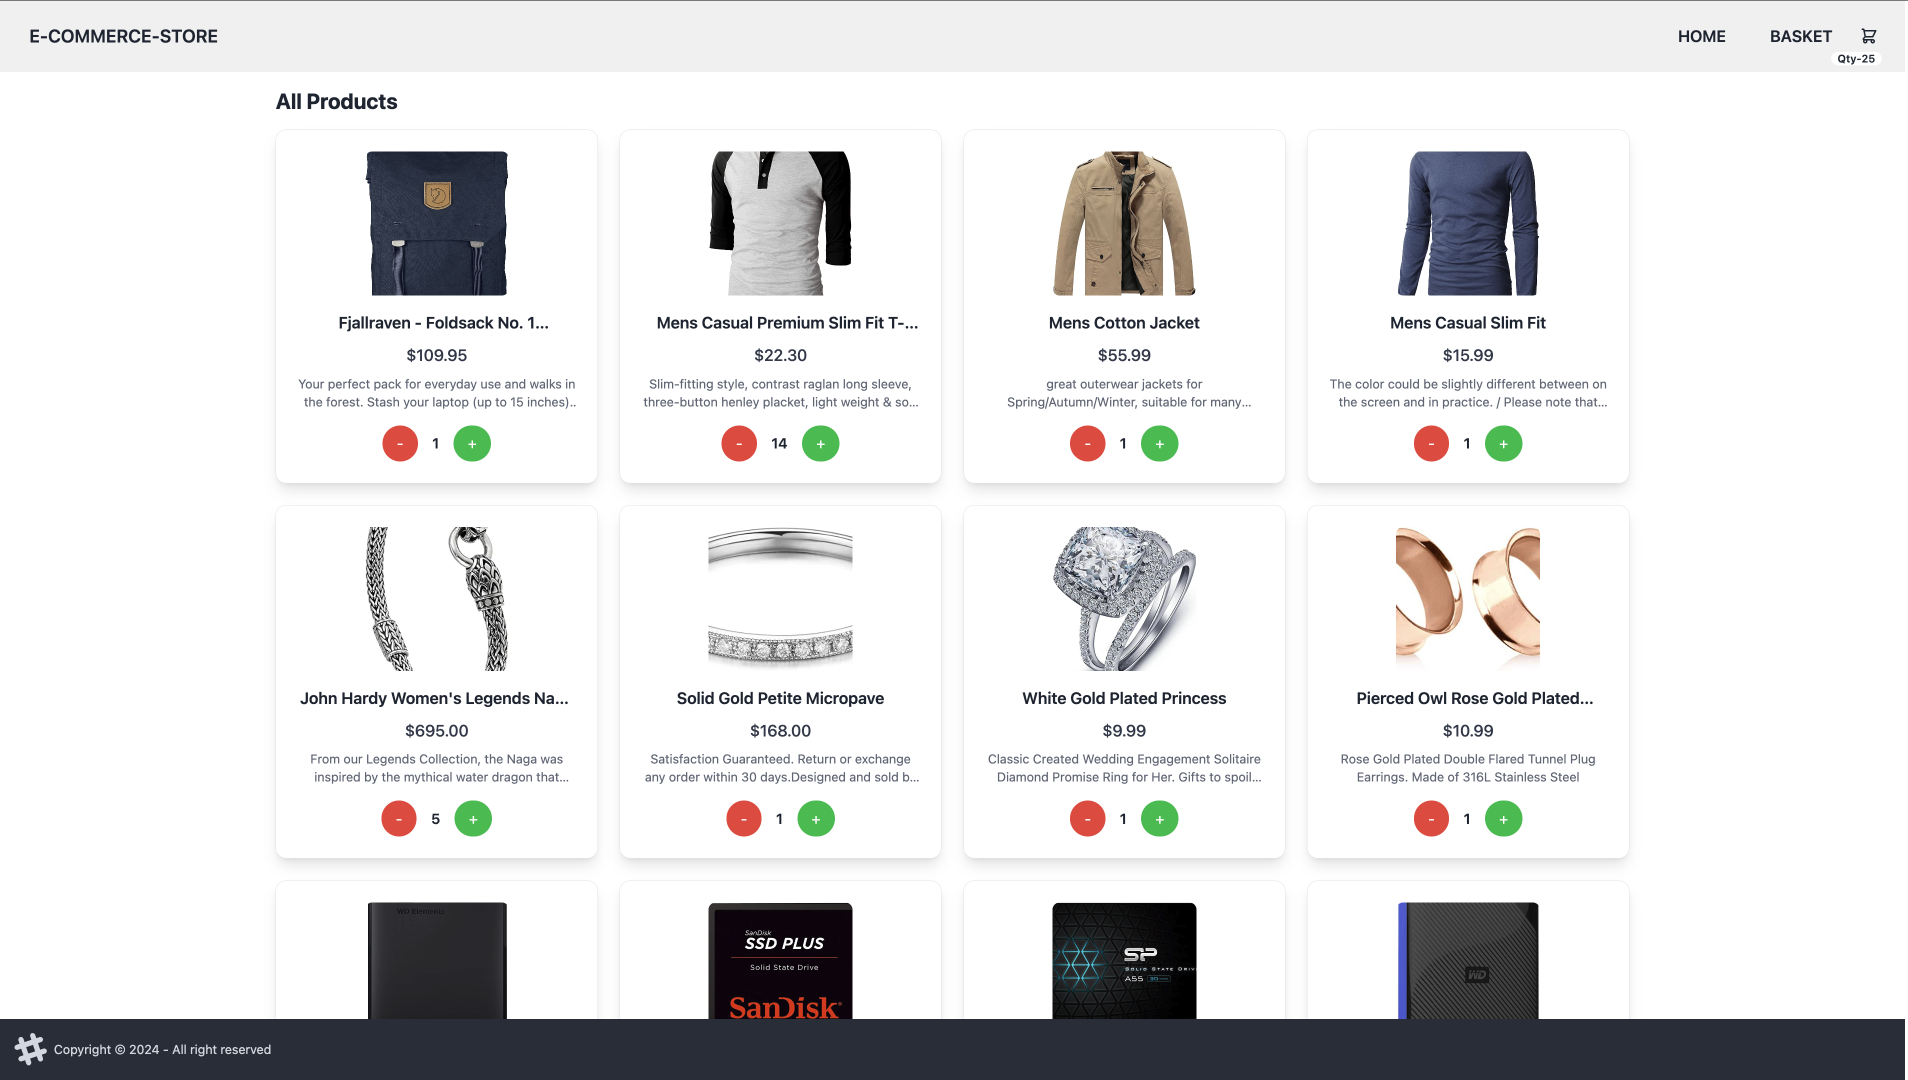 E-COMMERCE-STORE
HOME
BASKET
Qty-25
All Products
Fjallraven - Foldsack No. 1...
$109.95
Your perfect pack for everyday use and walks in
the forest. Stash your laptop (up to 15 inches)..
- 1 +
Mens Casual Premium Slim Fit T-...
$22.30
Slim-fitting style, contrast raglan long sleeve,
three-button henley placket, light weight & so...
- 14 +
Mens Cotton Jacket
$55.99
great outerwear jackets for
Spring/Autumn/Winter, suitable for many...
- 1 +
Mens Casual Slim Fit
$15.99
The color could be slightly different between on
the screen and in practice. / Please note that...
- 1 +
John Hardy Women's Legends Na...
$695.00
From our Legends Collection, the Naga was
inspired by the mythical water dragon that...
- 5 +
Solid Gold Petite Micropave
$168.00
Satisfaction Guaranteed. Return or exchange
any order within 30 days.Designed and sold b...
- 1 +
White Gold Plated Princess
$9.99
Classic Created Wedding Engagement Solitaire
Diamond Promise Ring for Her. Gifts to spoil...
- 1 +
Pierced Owl Rose Gold Plated...
$10.99
Rose Gold Plated Double Flared Tunnel Plug
Earrings. Made of 316L Stainless Steel
- 1 +
WD Elements
SanDisk
SSD PLUS
Solid State Drive
SanDisk
SP
SOLID STATE DRIV
A55
WD
Copyright © 2024 - All right reserved